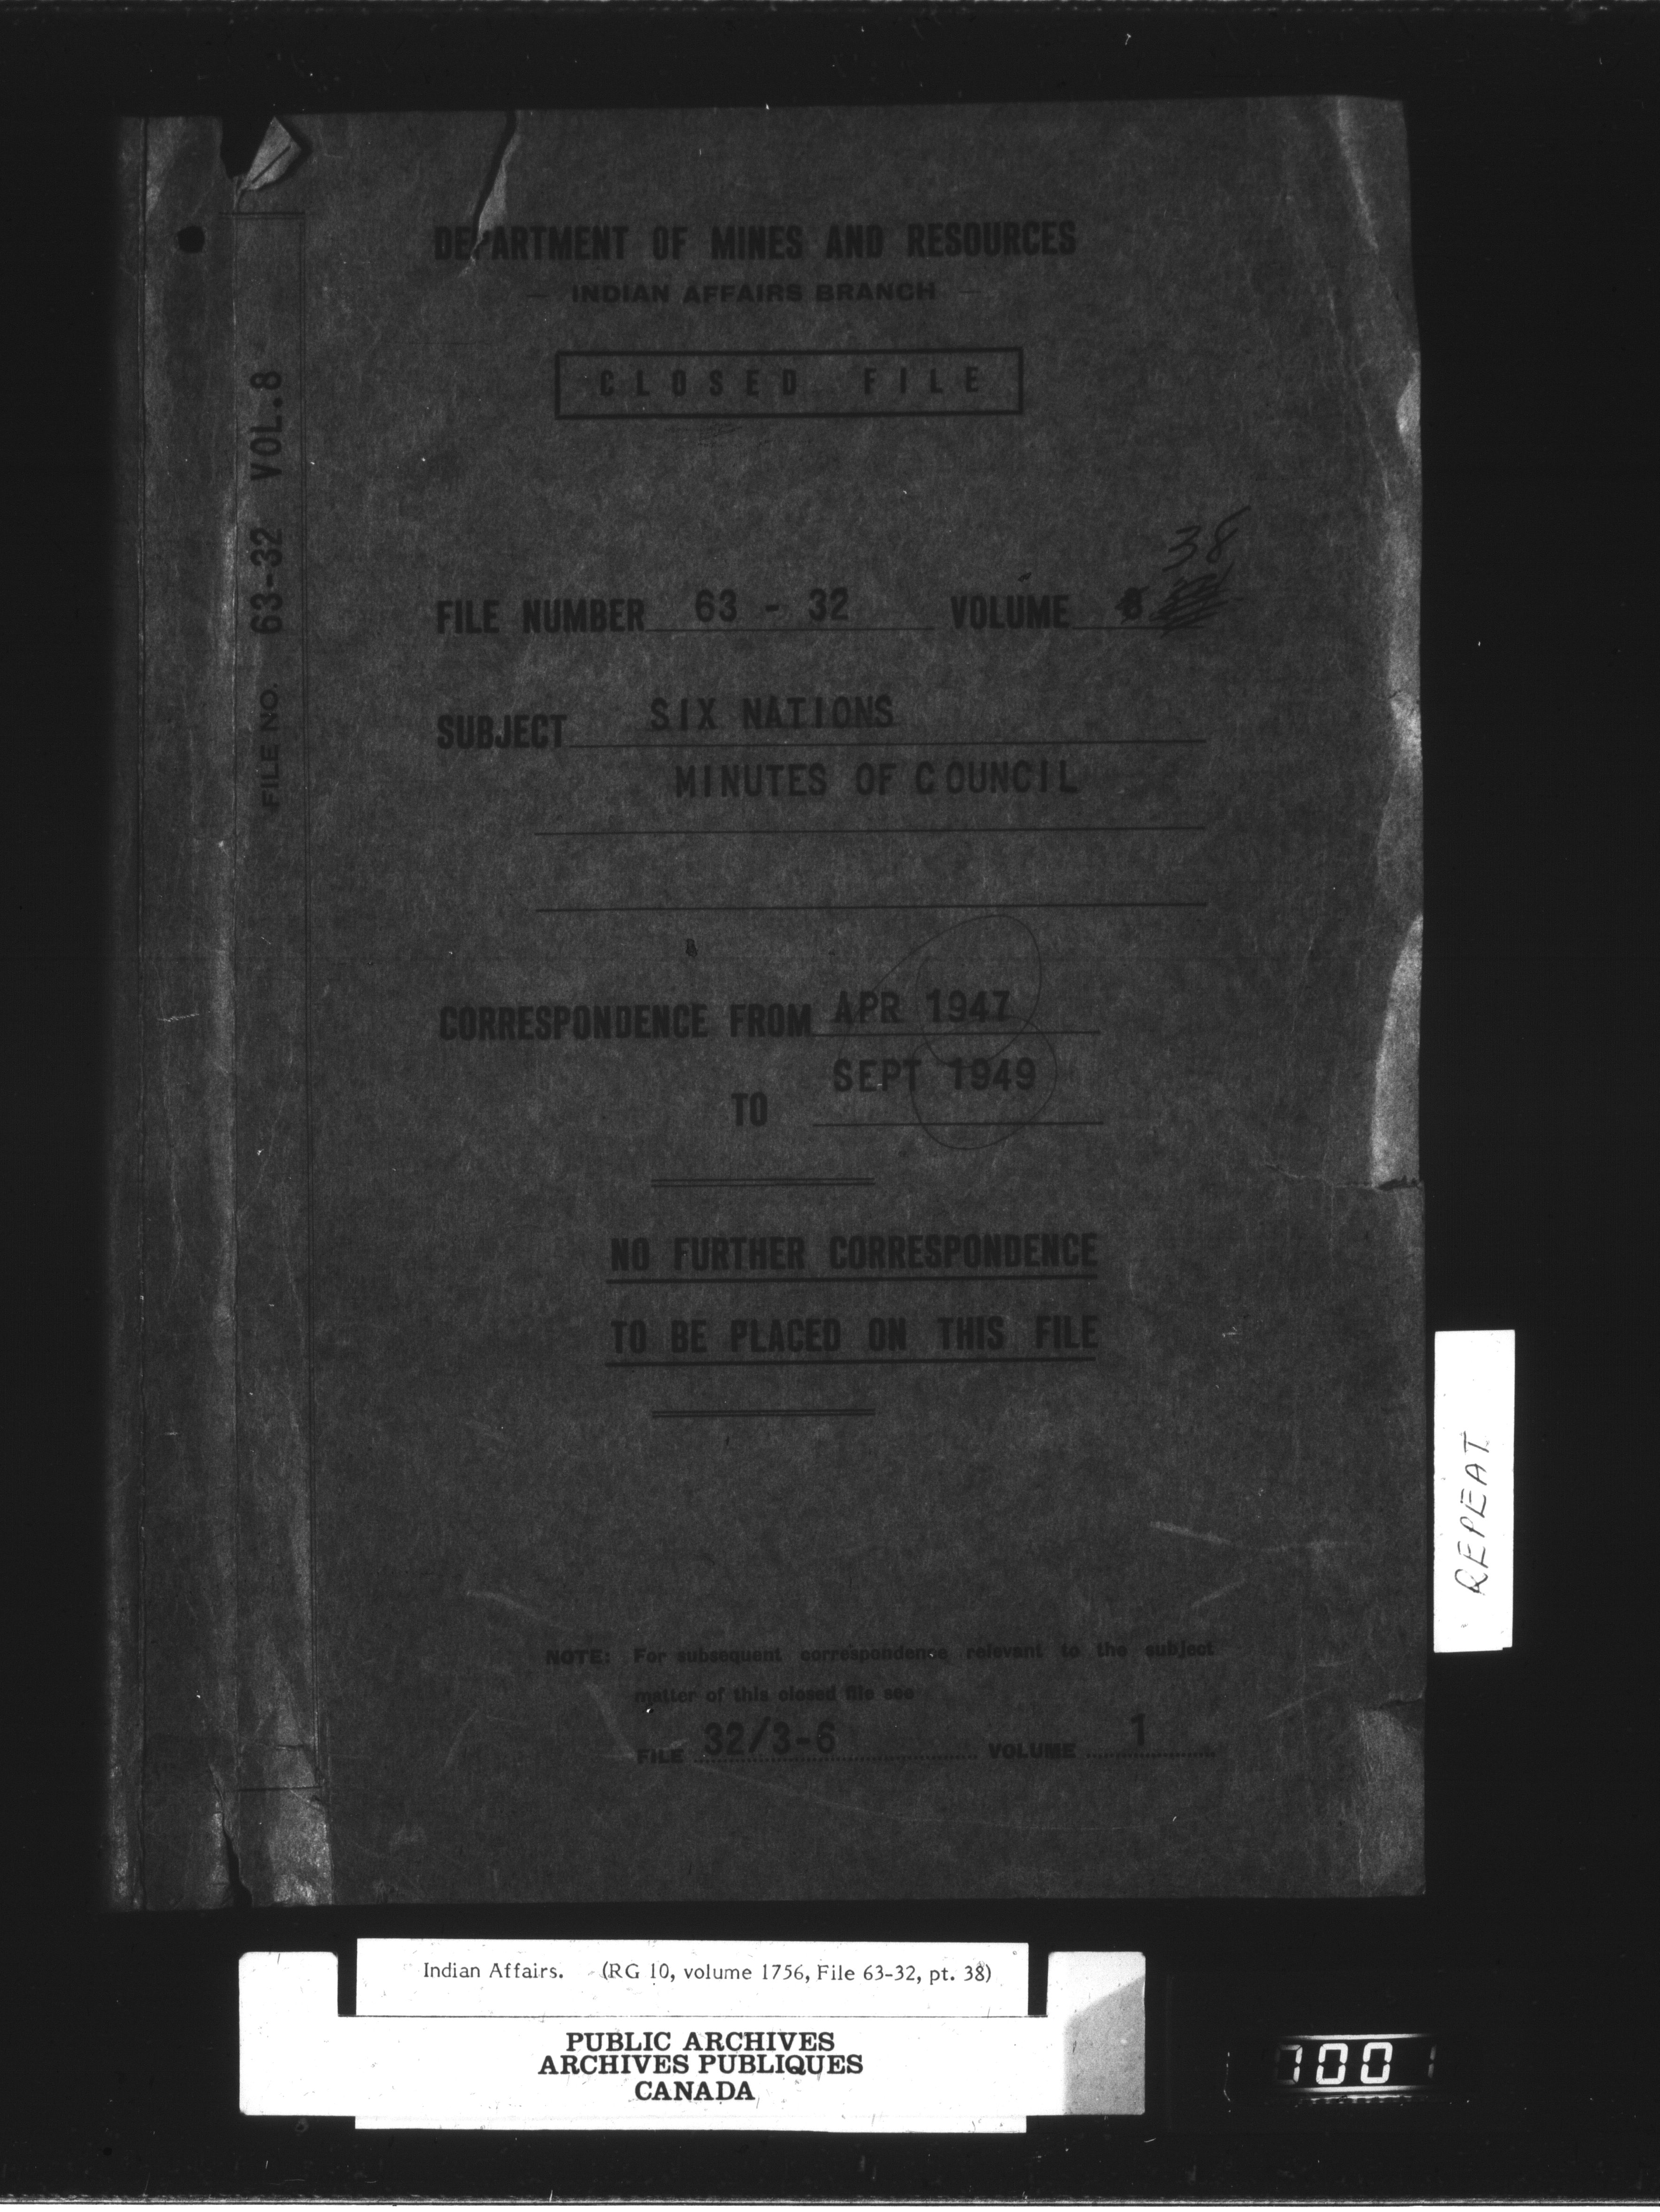 DEPARTMENT OF MINES AND RESOURCES
— INDIAN AFFAIRS BRANCH —
CLOSED FILE
FILE NO. 63-32 VOL.8
38
FILE NUMBER 63 - 32 VOLUME 8
SUBJECT SIX NATIONS
MINUTES OF COUNCIL
CORRESPONDENCE FROM APR 1947
TO SEPT 1949
NO FURTHER CORRESPONDENCE
TO BE PLACED ON THIS FILE
REPEAT
NOTE: For subsequent correspondence relevant to the subject
matter of this closed file see
FILE 32/3-6 VOLUME 1
Indian Affairs. (RG 10, volume 1756, File 63-32, pt. 38)
PUBLIC ARCHIVES
ARCHIVES PUBLIQUES
CANADA